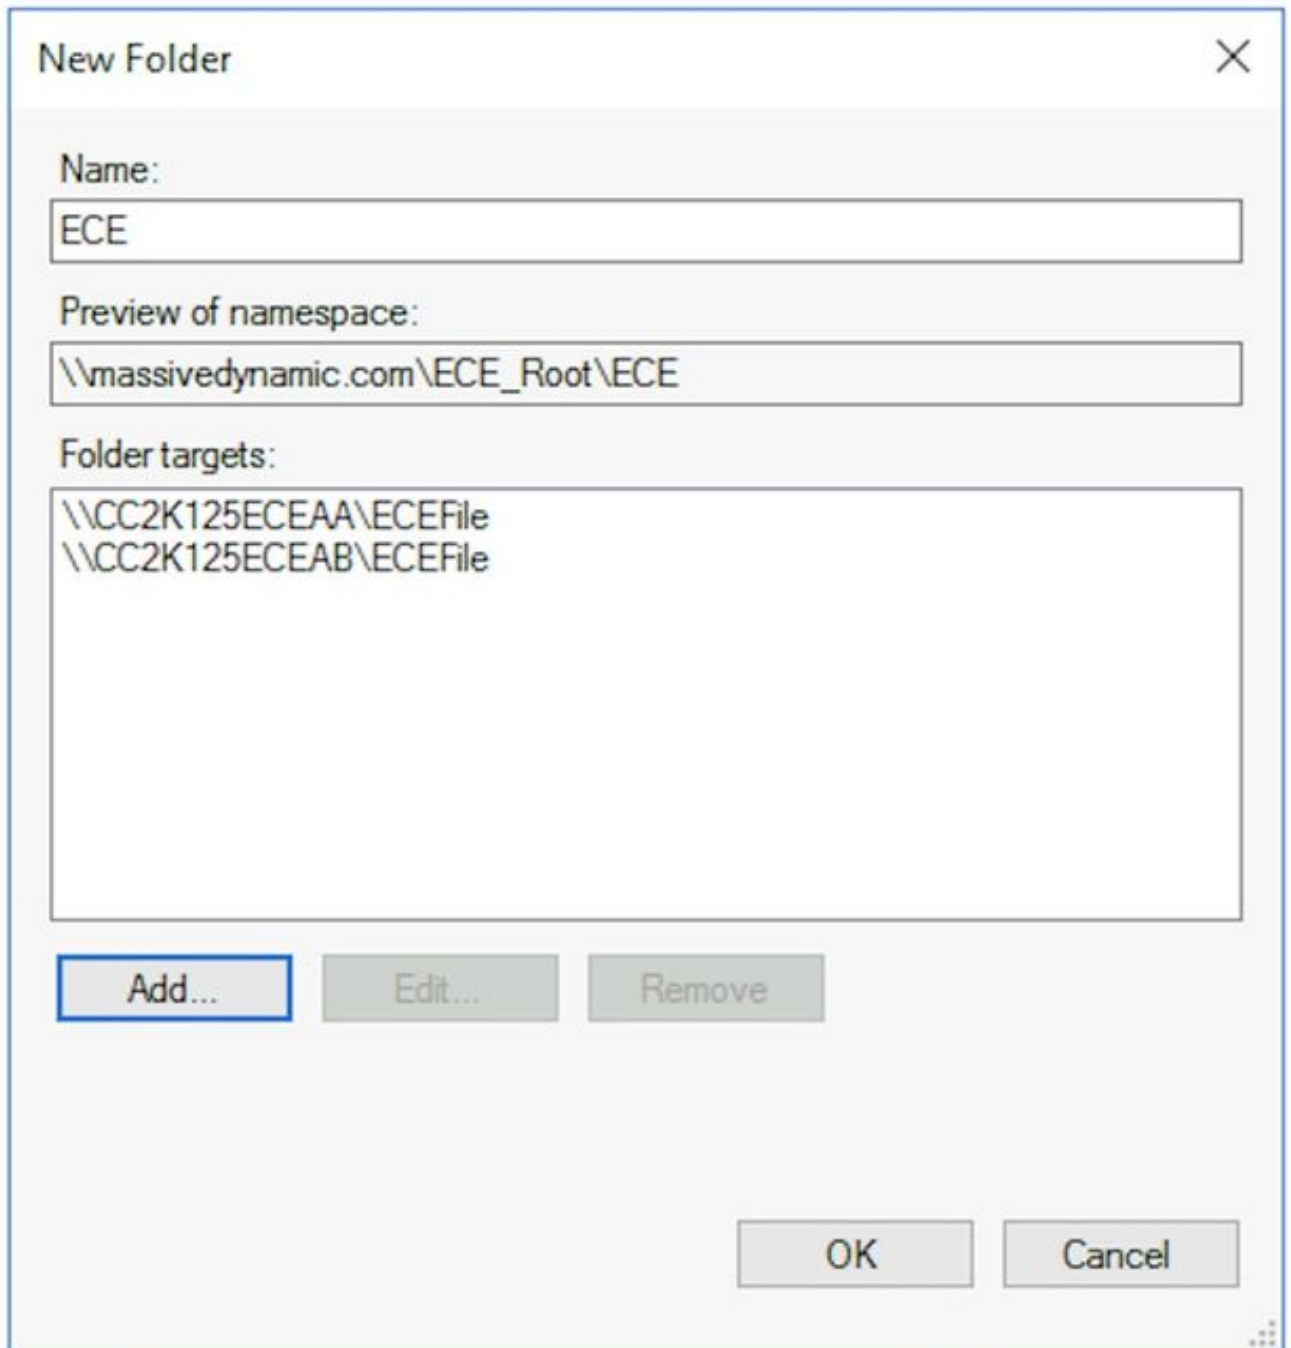 New Folder
Name:
ECE
Preview of namespace:
\\massivedynamic.com\ECE_Root\ECE
Folder targets:
\\CC2K125ECEAA\ECEFile
\\CC2K125ECEAB\ECEFile
Add... Edit... Remove
OK Cancel